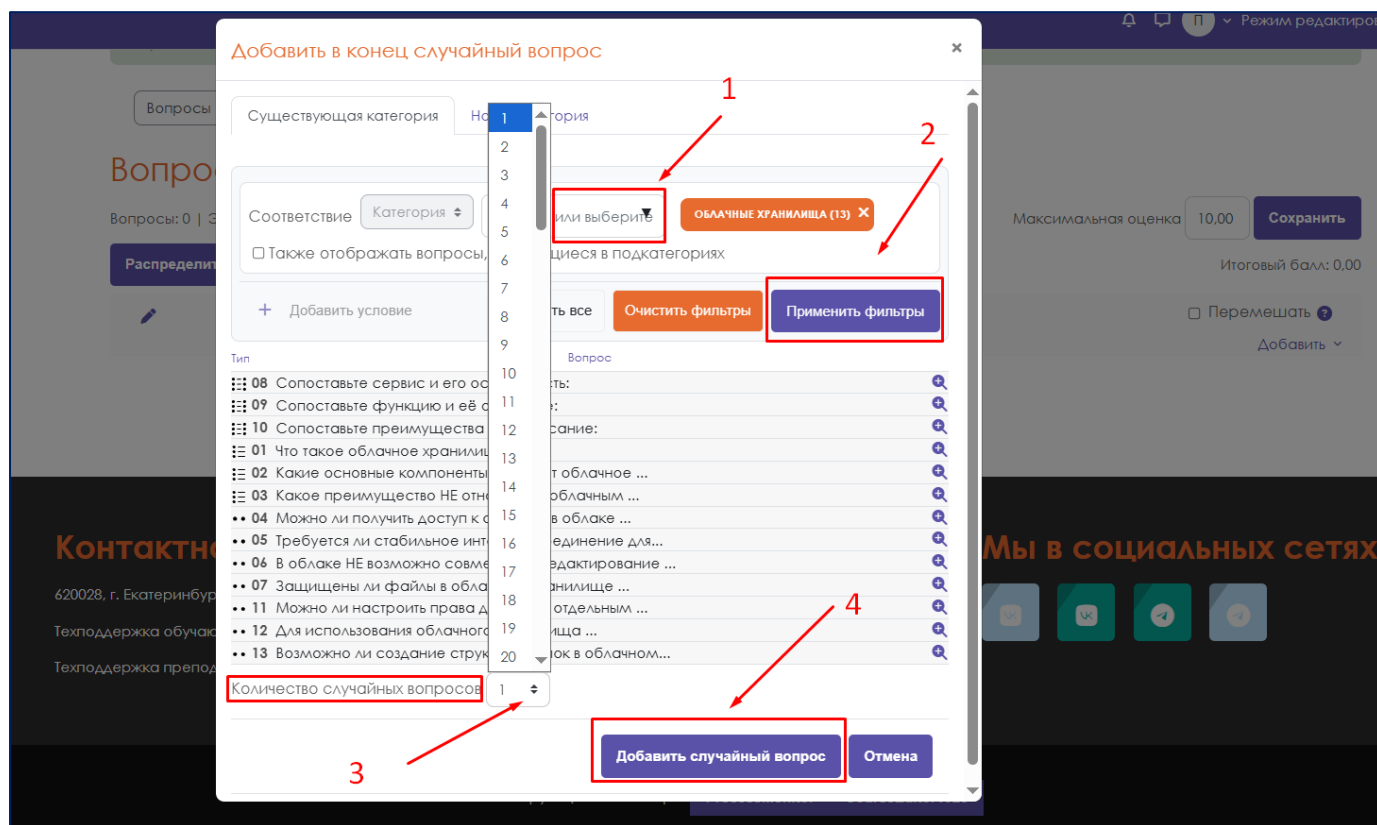 П
Режим редактиро
Добавить в конец случайный вопрос
×
1
Вопросы
Существующая категория
Но
гория
2
Вопро
Вопросы: 0 | Э
Соответствие Категория или выберите ОБЛАЧНЫЕ ХРАНИЛИЩА (13) ✕
Максимальная оценка 10,00 Сохранить
Также отображать вопросы,
щиеся в подкатегориях
Распределит
Итоговый балл: 0,00
+ Добавить условие
ть все
Очистить фильтры
Применить фильтры
Перемешать ?
Добавить
Тип
Вопрос
08 Сопоставьте сервис и его ос
ть:
09 Сопоставьте функцию и её о
е:
10 Сопоставьте преимущества
сание:
01 Что такое облачное хранили
02 Какие основные компоненты
т облачное ...
03 Какое преимущество НЕ отно
облачным ...
04 Можно ли получить доступ к
в облаке ...
05 Требуется ли стабильное инт
единение для...
06 В облаке НЕ возможно совме
едактирование ...
07 Защищены ли файлы в обла
анилище ...
11 Можно ли настроить права д
отдельным ...
12 Для использования облачного
ища ...
13 Возможно ли создание струк
ок в облачном...
1
2
3
4
5
6
7
8
9
10
11
12
13
14
15
16
17
18
19
20
Количество случайных вопросов 1
4
3
Добавить случайный вопрос
Отмена
Контактн
620028, г. Екатеринбур
Техподдержка обучаю
Техподдержка препод
Мы в социальных сетях